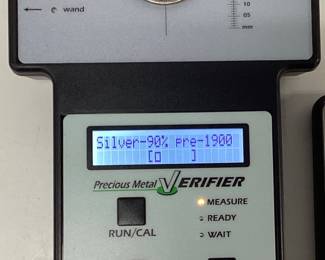 wand
10
05
mm
Silver-90% pre-1900
[□ ]
Precious Metal VERIFIER
MEASURE
READY
RUN/CAL
WAIT